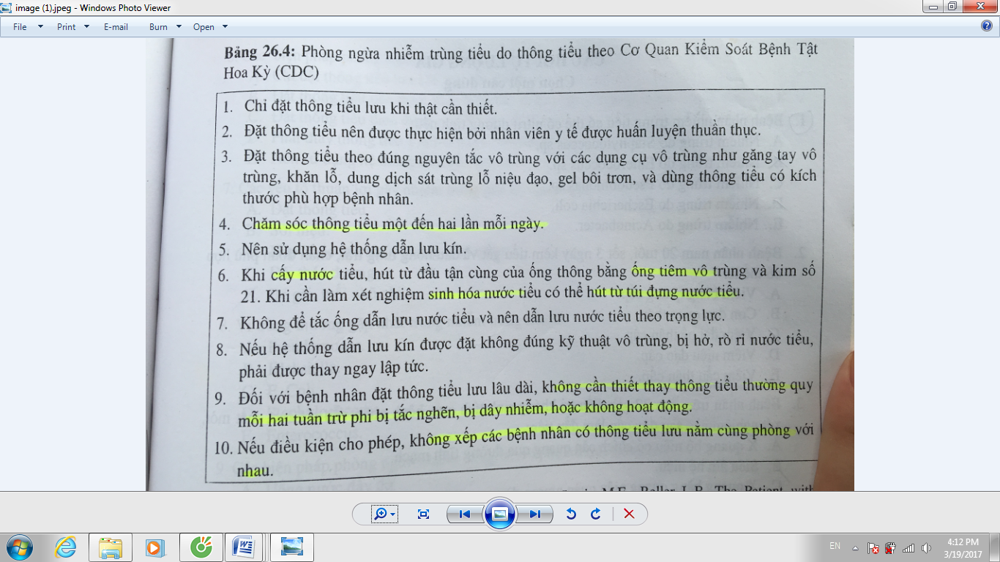 image (1).jpeg - Windows Photo Viewer
File Print E-mail Burn Open
Bảng 26.4: Phòng ngừa nhiễm trùng tiểu do thông tiểu theo Cơ Quan Kiểm Soát Bệnh Tật
Hoa Kỳ (CDC)
1. Chỉ đặt thông tiểu lưu khi thật cần thiết.
2. Đặt thông tiểu nên được thực hiện bởi nhân viên y tế được huấn luyện thuần thục.
3. Đặt thông tiểu theo đúng nguyên tắc vô trùng với các dụng cụ vô trùng như găng tay vô
trùng, khăn lỗ, dung dịch sát trùng lỗ niệu đạo, gel bôi trơn, và dùng thông tiểu có kích
thước phù hợp bệnh nhân.
4. Chăm sóc thông tiểu một đến hai lần mỗi ngày.
5. Nên sử dụng hệ thống dẫn lưu kín.
6. Khi cấy nước tiểu, hút từ đầu tận cùng của ống thông bằng ống tiêm vô trùng và kim số
21. Khi cần làm xét nghiệm sinh hóa nước tiểu có thể hút từ túi đựng nước tiểu.
7. Không để tắc ống dẫn lưu nước tiểu và nên dẫn lưu nước tiểu theo trọng lực.
8. Nếu hệ thống dẫn lưu kín được đặt không đúng kỹ thuật vô trùng, bị hở, rò rỉ nước tiểu,
phải được thay ngay lập tức.
9. Đối với bệnh nhân đặt thông tiểu lưu lâu dài, không cần thiết thay thông tiểu thường quy
mỗi hai tuần trừ phi bị tắc nghẽn, bị dây nhiễm, hoặc không hoạt động.
10. Nếu điều kiện cho phép, không xếp các bệnh nhân có thông tiểu lưu nằm cùng phòng với
nhau.
The Patient with
EN
4:12 PM
3/19/2017